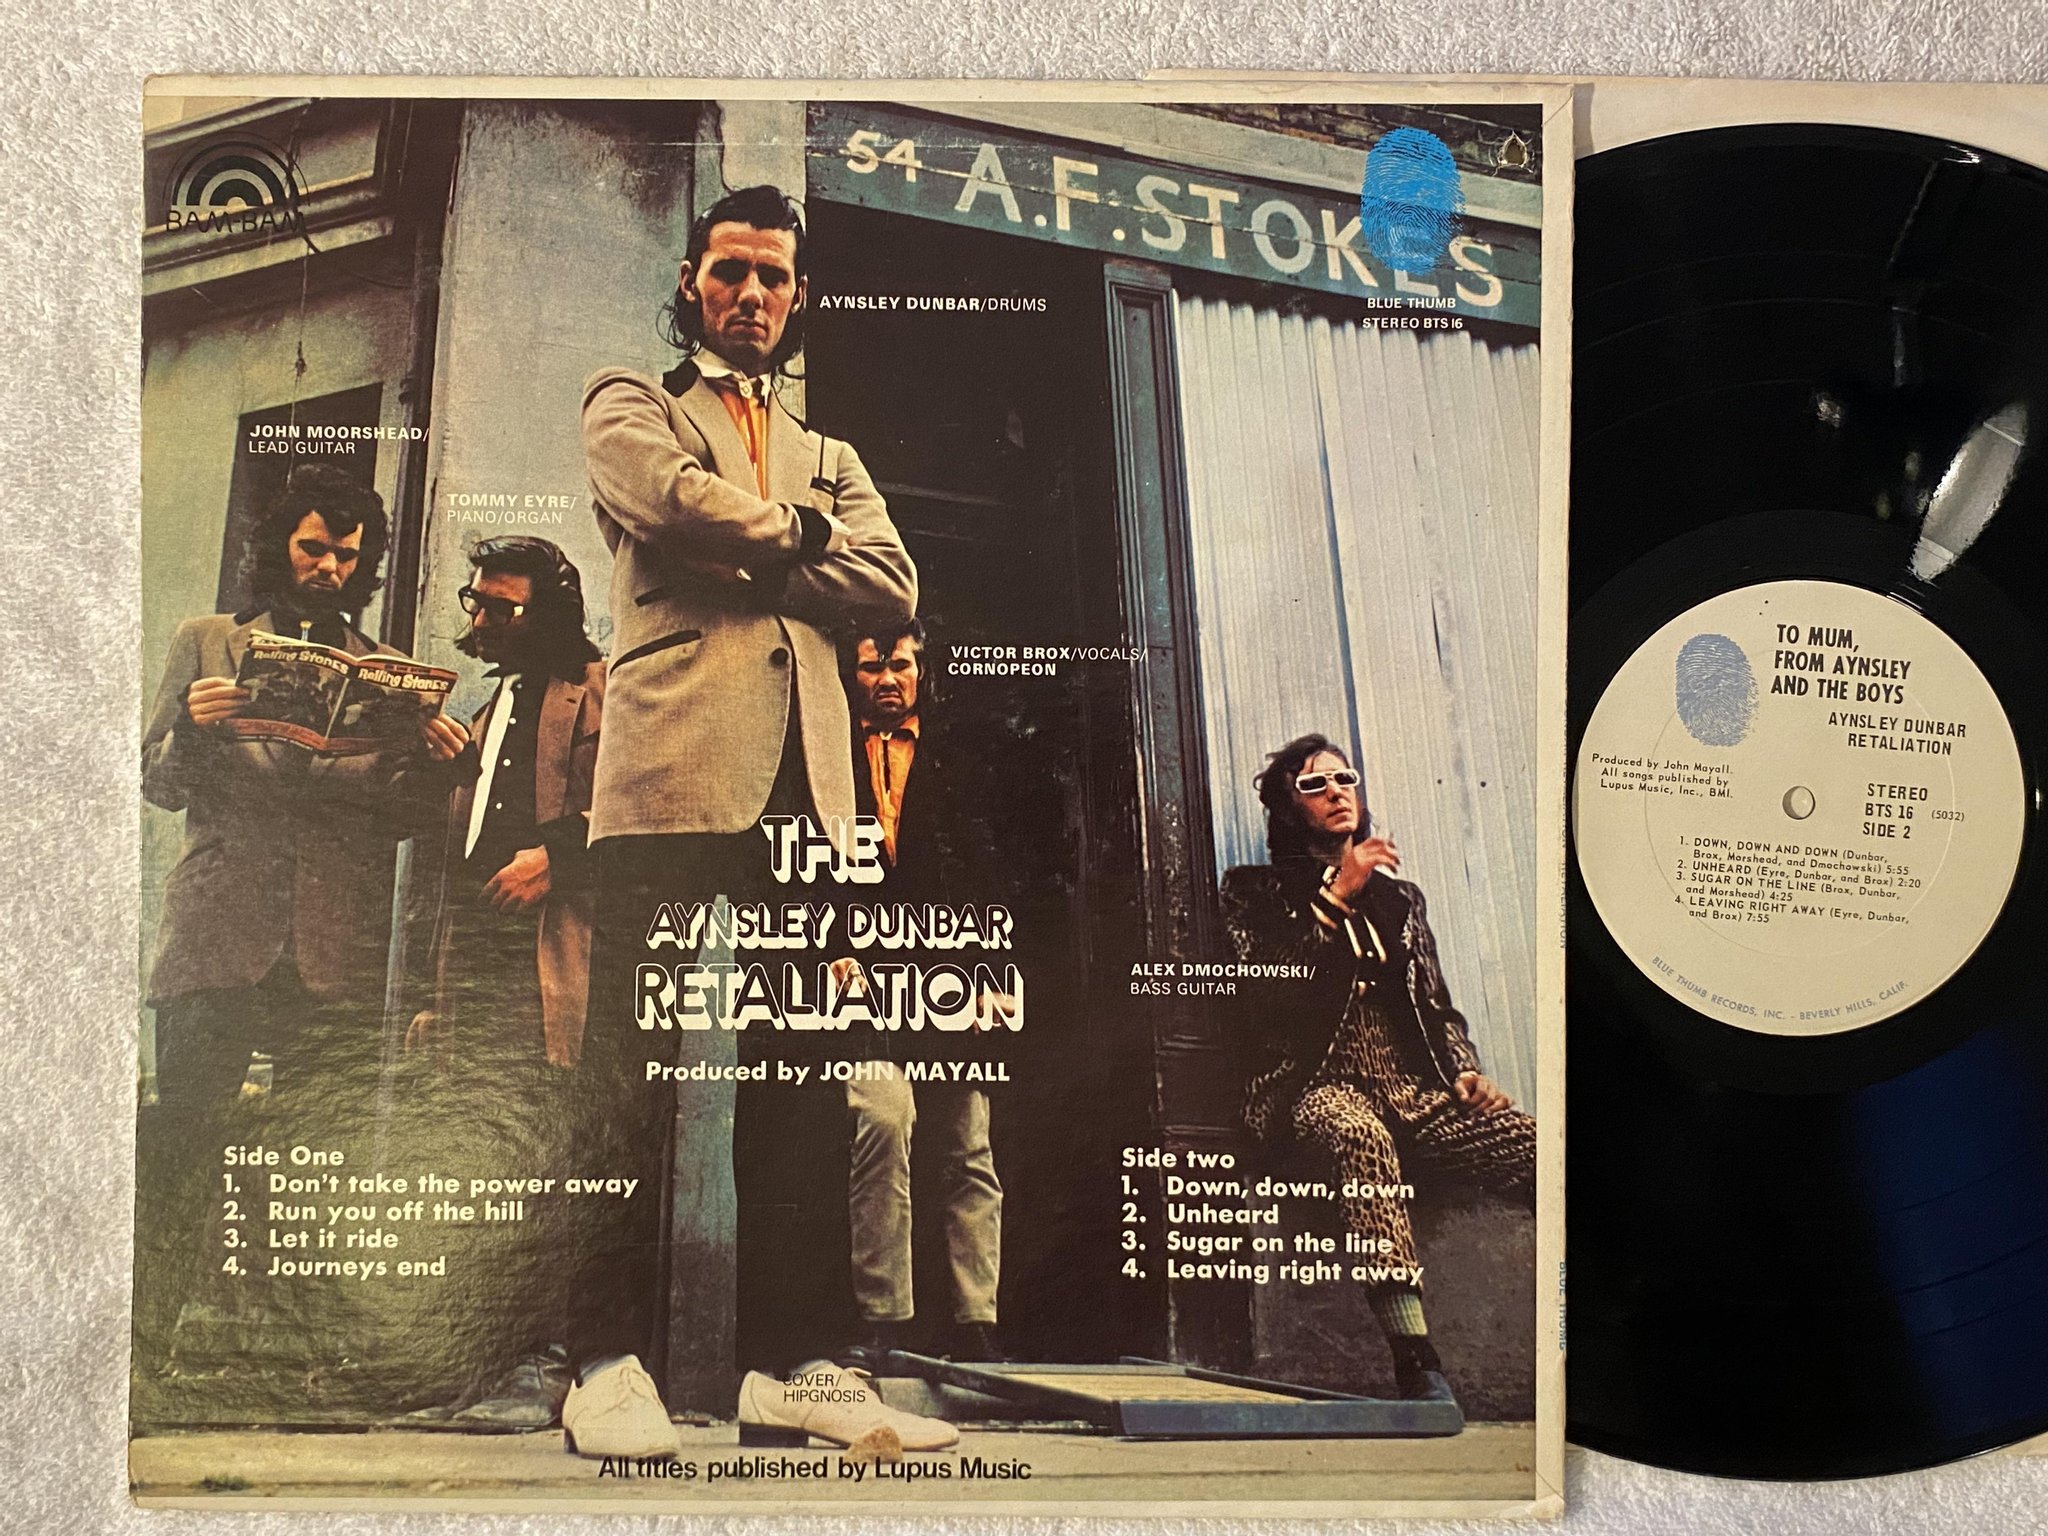 BAM-BAM
54 A.F. STOKES
BLUE THUMB
STEREO BTS 16
AYNSLEY DUNBAR/DRUMS
JOHN MOORSHEAD/
LEAD GUITAR
TOMMY EYRE/
PIANO/ORGAN
Rolling Stones Rolling Stones
VICTOR BROX/VOCALS/
CORNOPEON
ALEX DMOCHOWSKI/
BASS GUITAR
THE
AYNSLEY DUNBAR
RETALIATION
Produced by JOHN MAYALL
Side One
1. Don't take the power away
2. Run you off the hill
3. Let it ride
4. Journeys end
Side two
1. Down, down, down
2. Unheard
3. Sugar on the line
4. Leaving right away
COVER/
HIPGNOSIS
All titles published by Lupus Music
RETALIATION
BLUE THUMB
TO MUM,
FROM AYNSLEY
AND THE BOYS
AYNSLEY DUNBAR
RETALIATION
Produced by John Mayall.
All songs published by
Lupus Music, Inc., BMI.
STEREO
BTS 16 (5032)
SIDE 2
1. DOWN, DOWN AND DOWN (Dunbar,
Brox, Morshead, and Dmochowski) 5:55
2. UNHEARD (Eyre, Dunbar, and Brox) 2:20
3. SUGAR ON THE LINE (Brox, Dunbar,
and Morshead) 4:25
4. LEAVING RIGHT AWAY (Eyre, Dunbar,
and Brox) 7:55
BLUE THUMB RECORDS, INC. - BEVERLY HILLS, CALIF.